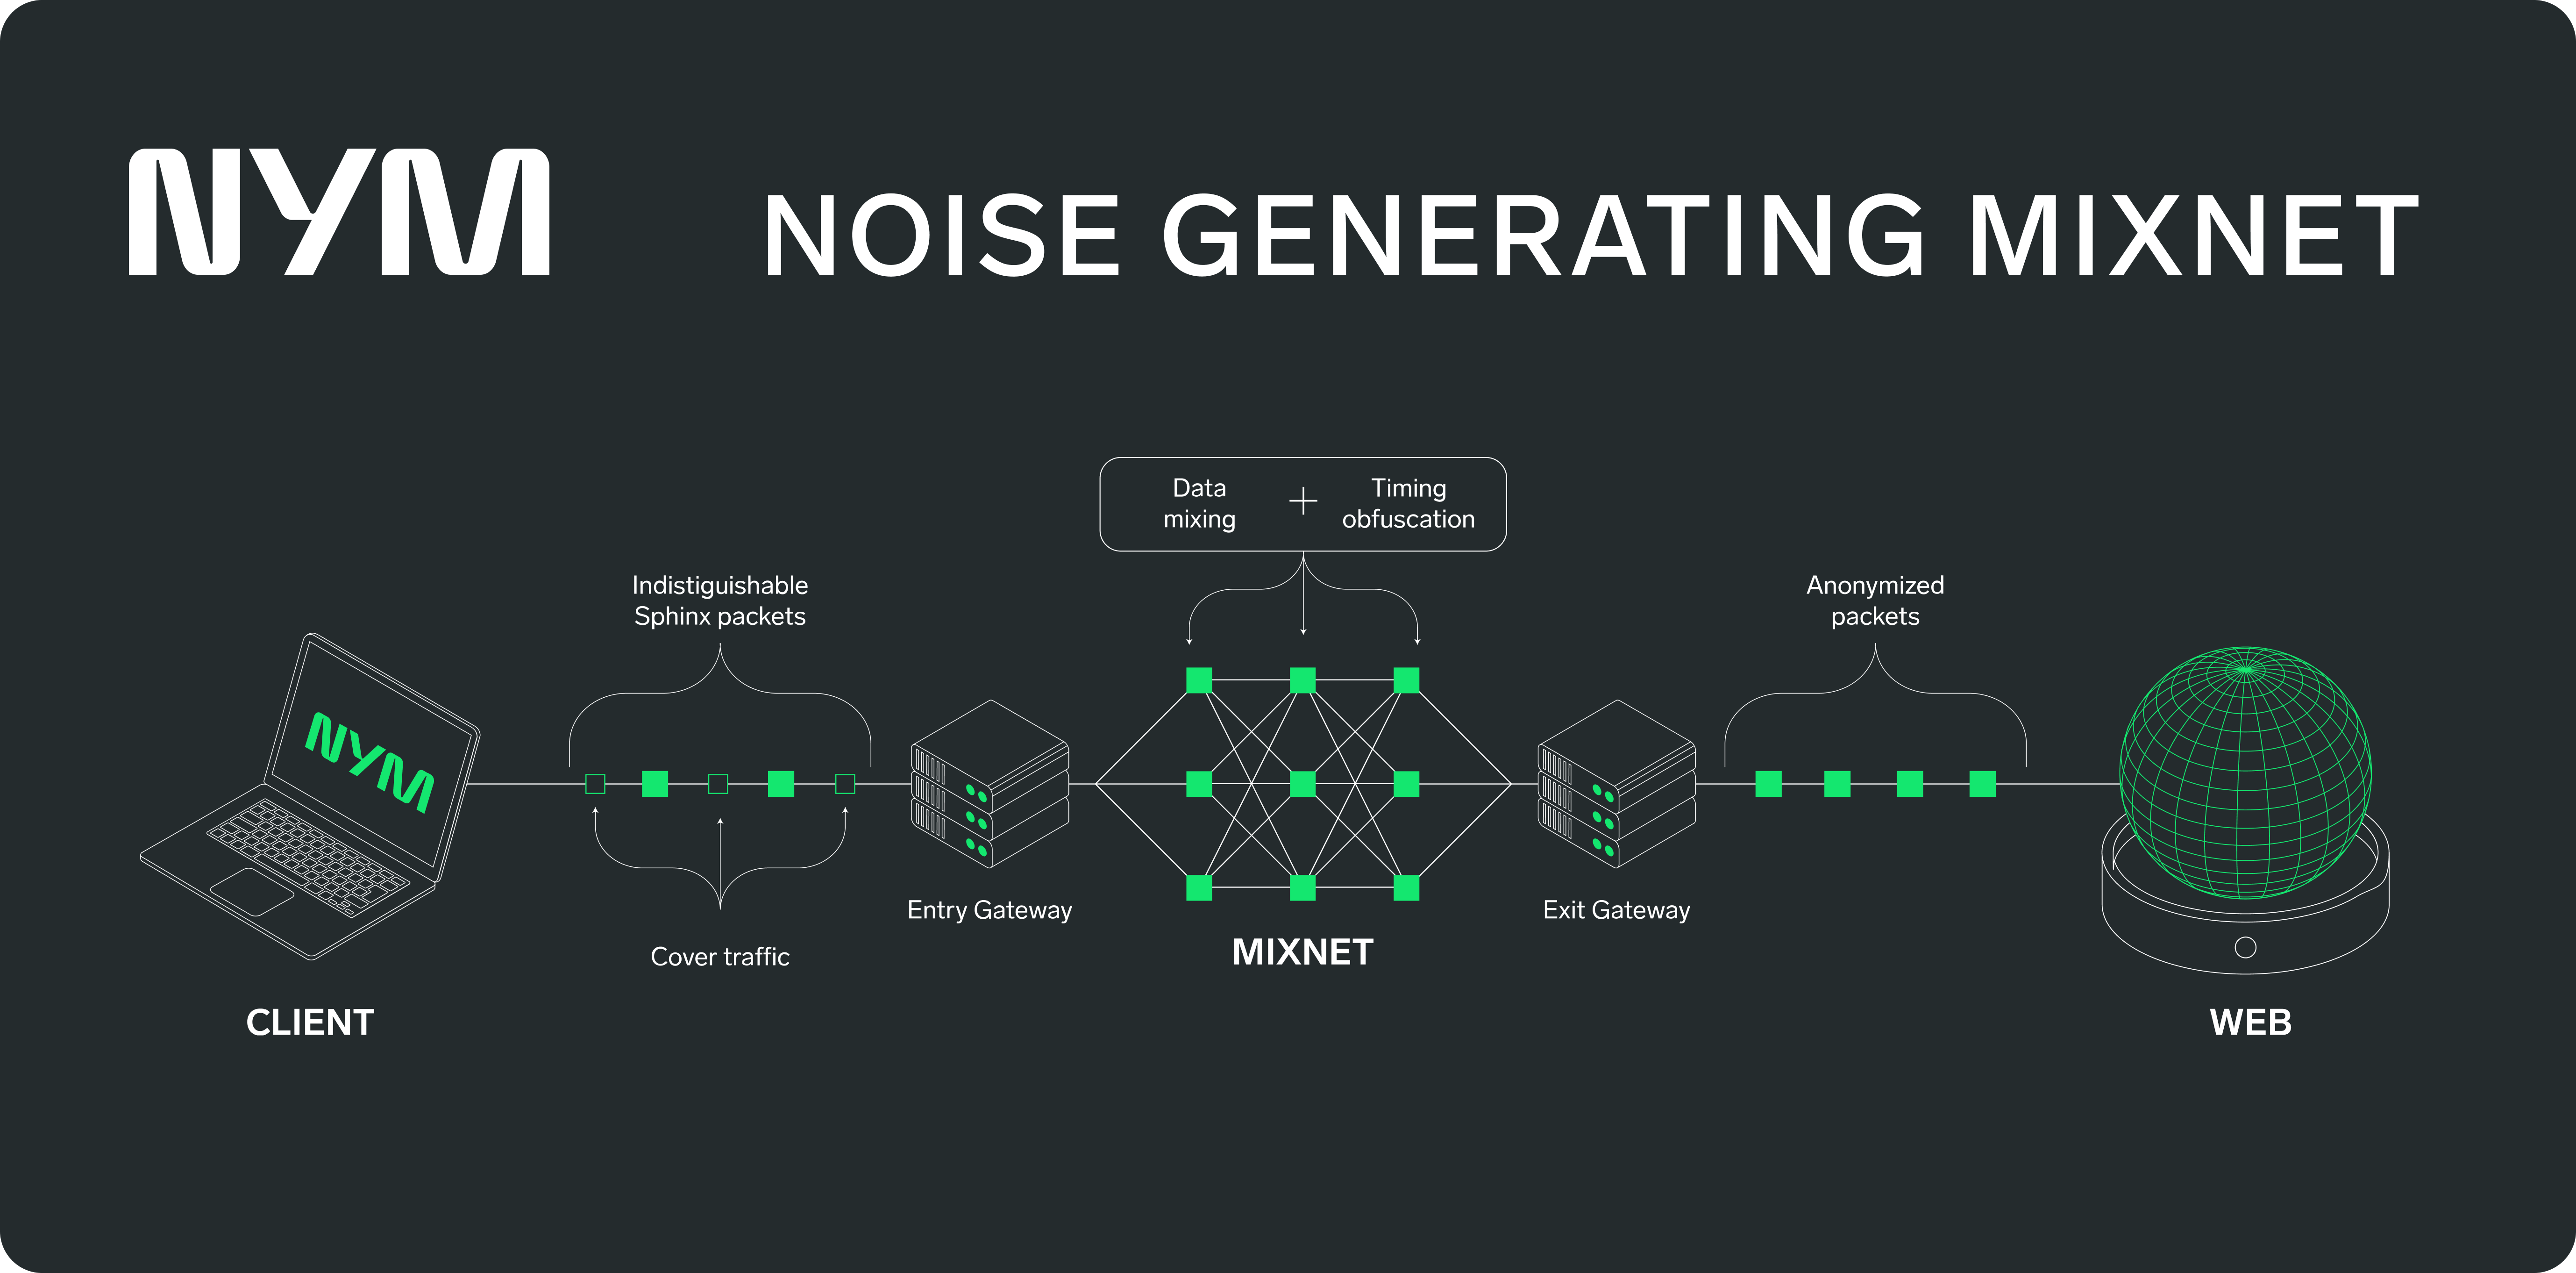 NYM
NOISE GENERATING MIXNET
Data
mixing
+
Timing
obfuscation
Indistiguishable
Sphinx packets
Anonymized
packets
NYM
Entry Gateway
Exit Gateway
MIXNET
Cover traffic
CLIENT
WEB